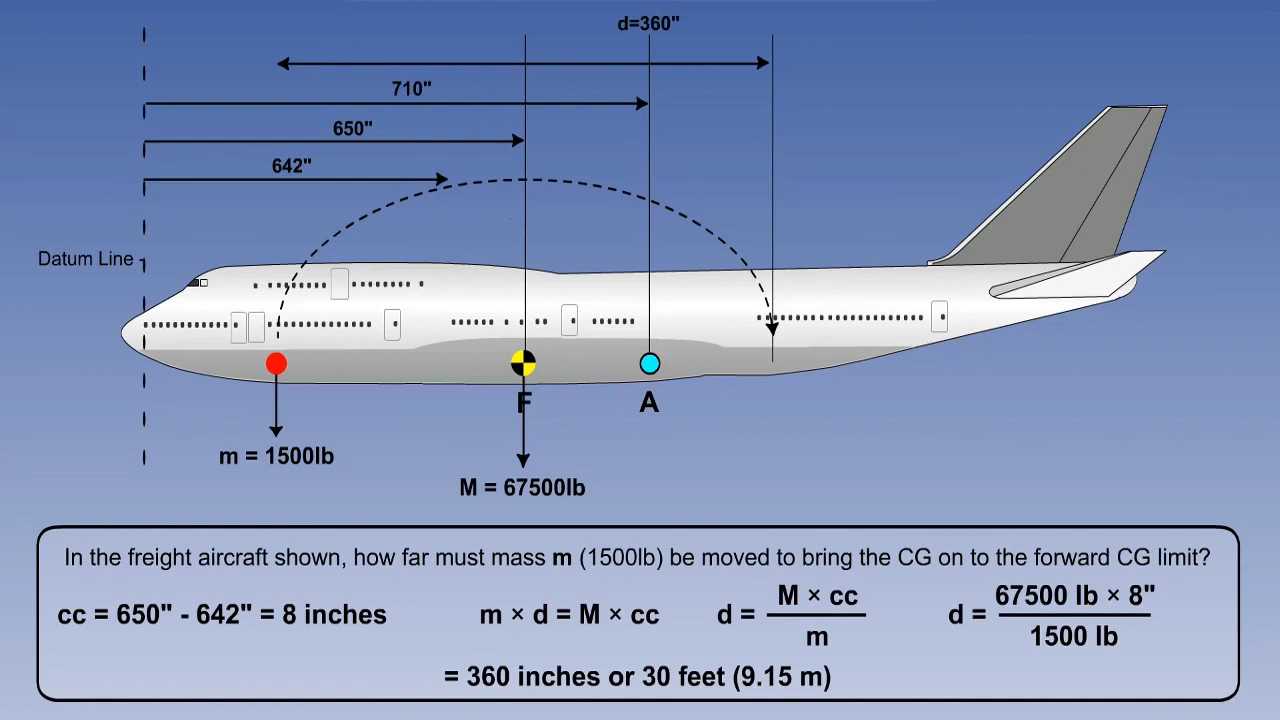 d=360"
710"
650"
642"
Datum Line
F
A
m = 1500lb
M = 67500lb
In the freight aircraft shown, how far must mass m (1500lb) be moved to bring the CG on to the forward CG limit?
cc = 650" - 642" = 8 inches
m × d = M × cc
d = M × cc
m
d = 67500 lb × 8"
1500 lb
= 360 inches or 30 feet (9.15 m)